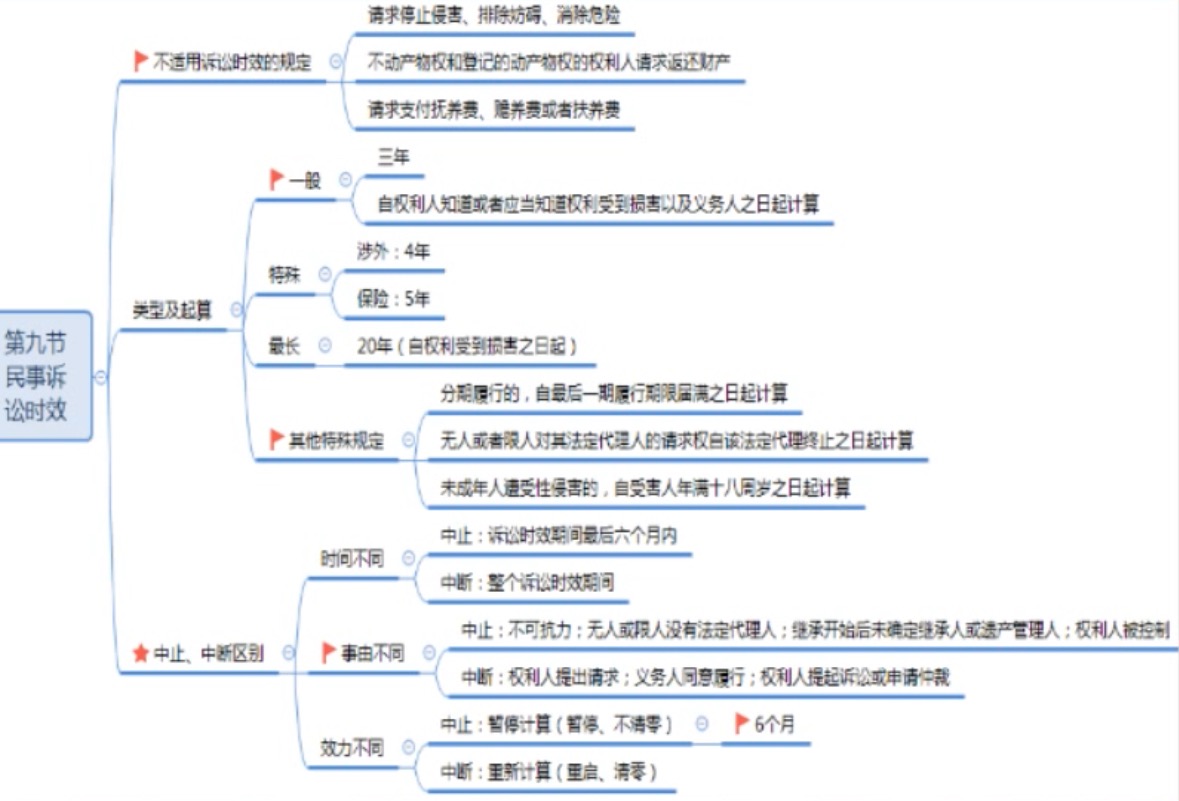 请求停止侵害、排除妨碍、消除危险
不适用诉讼时效的规定
不动产物权和登记的动产物权的权利人请求返还财产
请求支付抚养费、赡养费或者扶养费
三年
一般
自权利人知道或者应当知道权利受到损害以及义务人之日起计算
涉外：4年
特殊
保险：5年
类型及起算
最长
20年（自权利受到损害之日起）
第九节
民事诉
讼时效
分期履行的，自最后一期履行期限届满之日起计算
其他特殊规定
无人或者限人对其法定代理人的请求权自该法定代理终止之日起计算
未成年人遭受性侵害的，自受害人年满十八周岁之日起计算
中止：诉讼时效期间最后六个月内
时间不同
中断：整个诉讼时效期间
中止、中断区别
事由不同
中止：不可抗力；无人或限人没有法定代理人；继承开始后未确定继承人或遗产管理人；权利人被控制
中断：权利人提出请求；义务人同意履行；权利人提起诉讼或申请仲裁
中止：暂停计算（暂停、不清零）
6个月
效力不同
中断：重新计算（重启、清零）